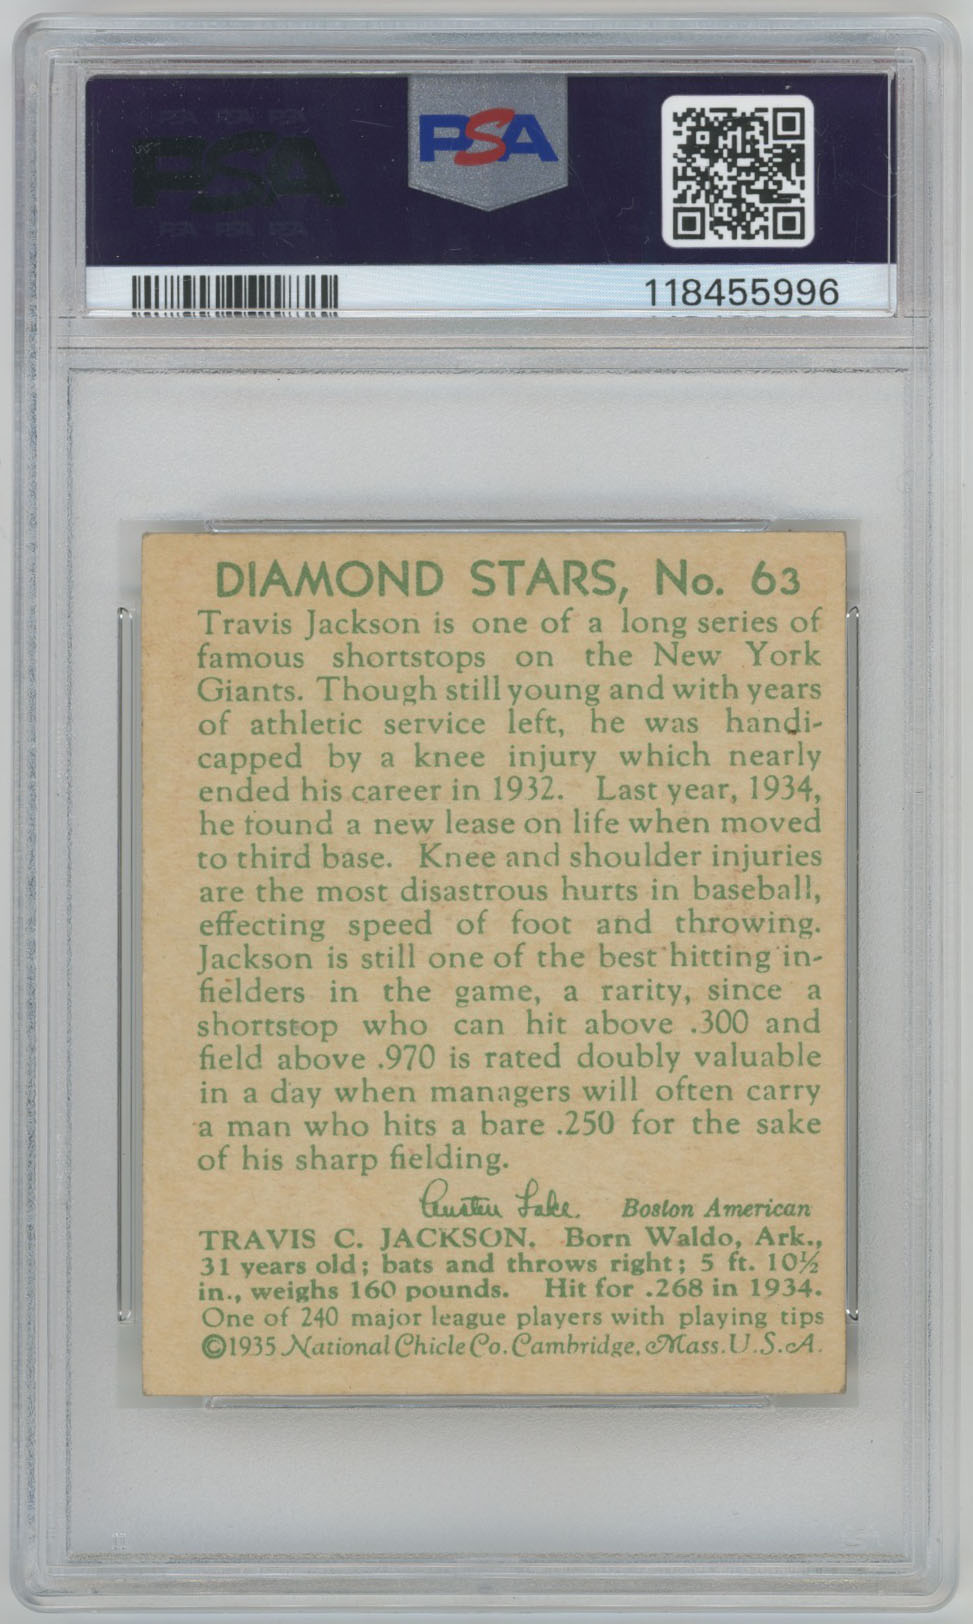 PSA PSA PSA
PSA
PSA PSA PSA
PSA
118455996
DIAMOND STARS, No. 63
Travis Jackson is one of a long series of
famous shortstops on the New York
Giants. Though still young and with years
of athletic service left, he was handi-
capped by a knee injury which nearly
ended his career in 1932. Last year, 1934,
he found a new lease on life when moved
to third base. Knee and shoulder injuries
are the most disastrous hurts in baseball,
effecting speed of foot and throwing.
Jackson is still one of the best hitting in-
fielders in the game, a rarity, since a
shortstop who can hit above .300 and
field above .970 is rated doubly valuable
in a day when managers will often carry
a man who hits a bare .250 for the sake
of his sharp fielding.
Austen Lake. Boston American
TRAVIS C. JACKSON. Born Waldo, Ark.,
31 years old; bats and throws right; 5 ft. 10½
in., weighs 160 pounds. Hit for .268 in 1934.
One of 240 major league players with playing tips
©1935 National Chicle Co. Cambridge, Mass. U.S.A.